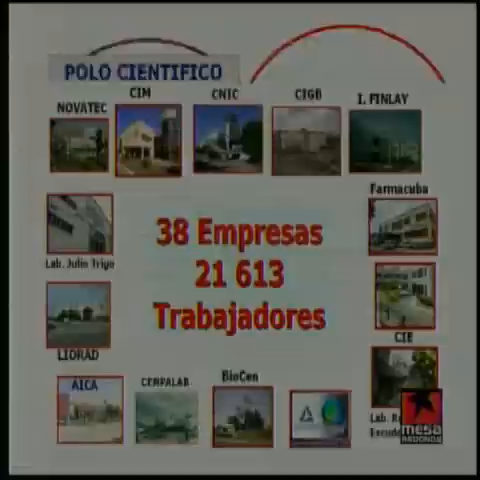 POLO CIENTIFICO
NOVATEC
CIM
CNIC
CIGB
I. FINLAY
Farmacuba
38 Empresas
21 613
Trabajadores
Lab. Julio Trigo
LIORAD
CIE
AICA
CENPALAB
BioCen
Lab.
mesa
REDONDA